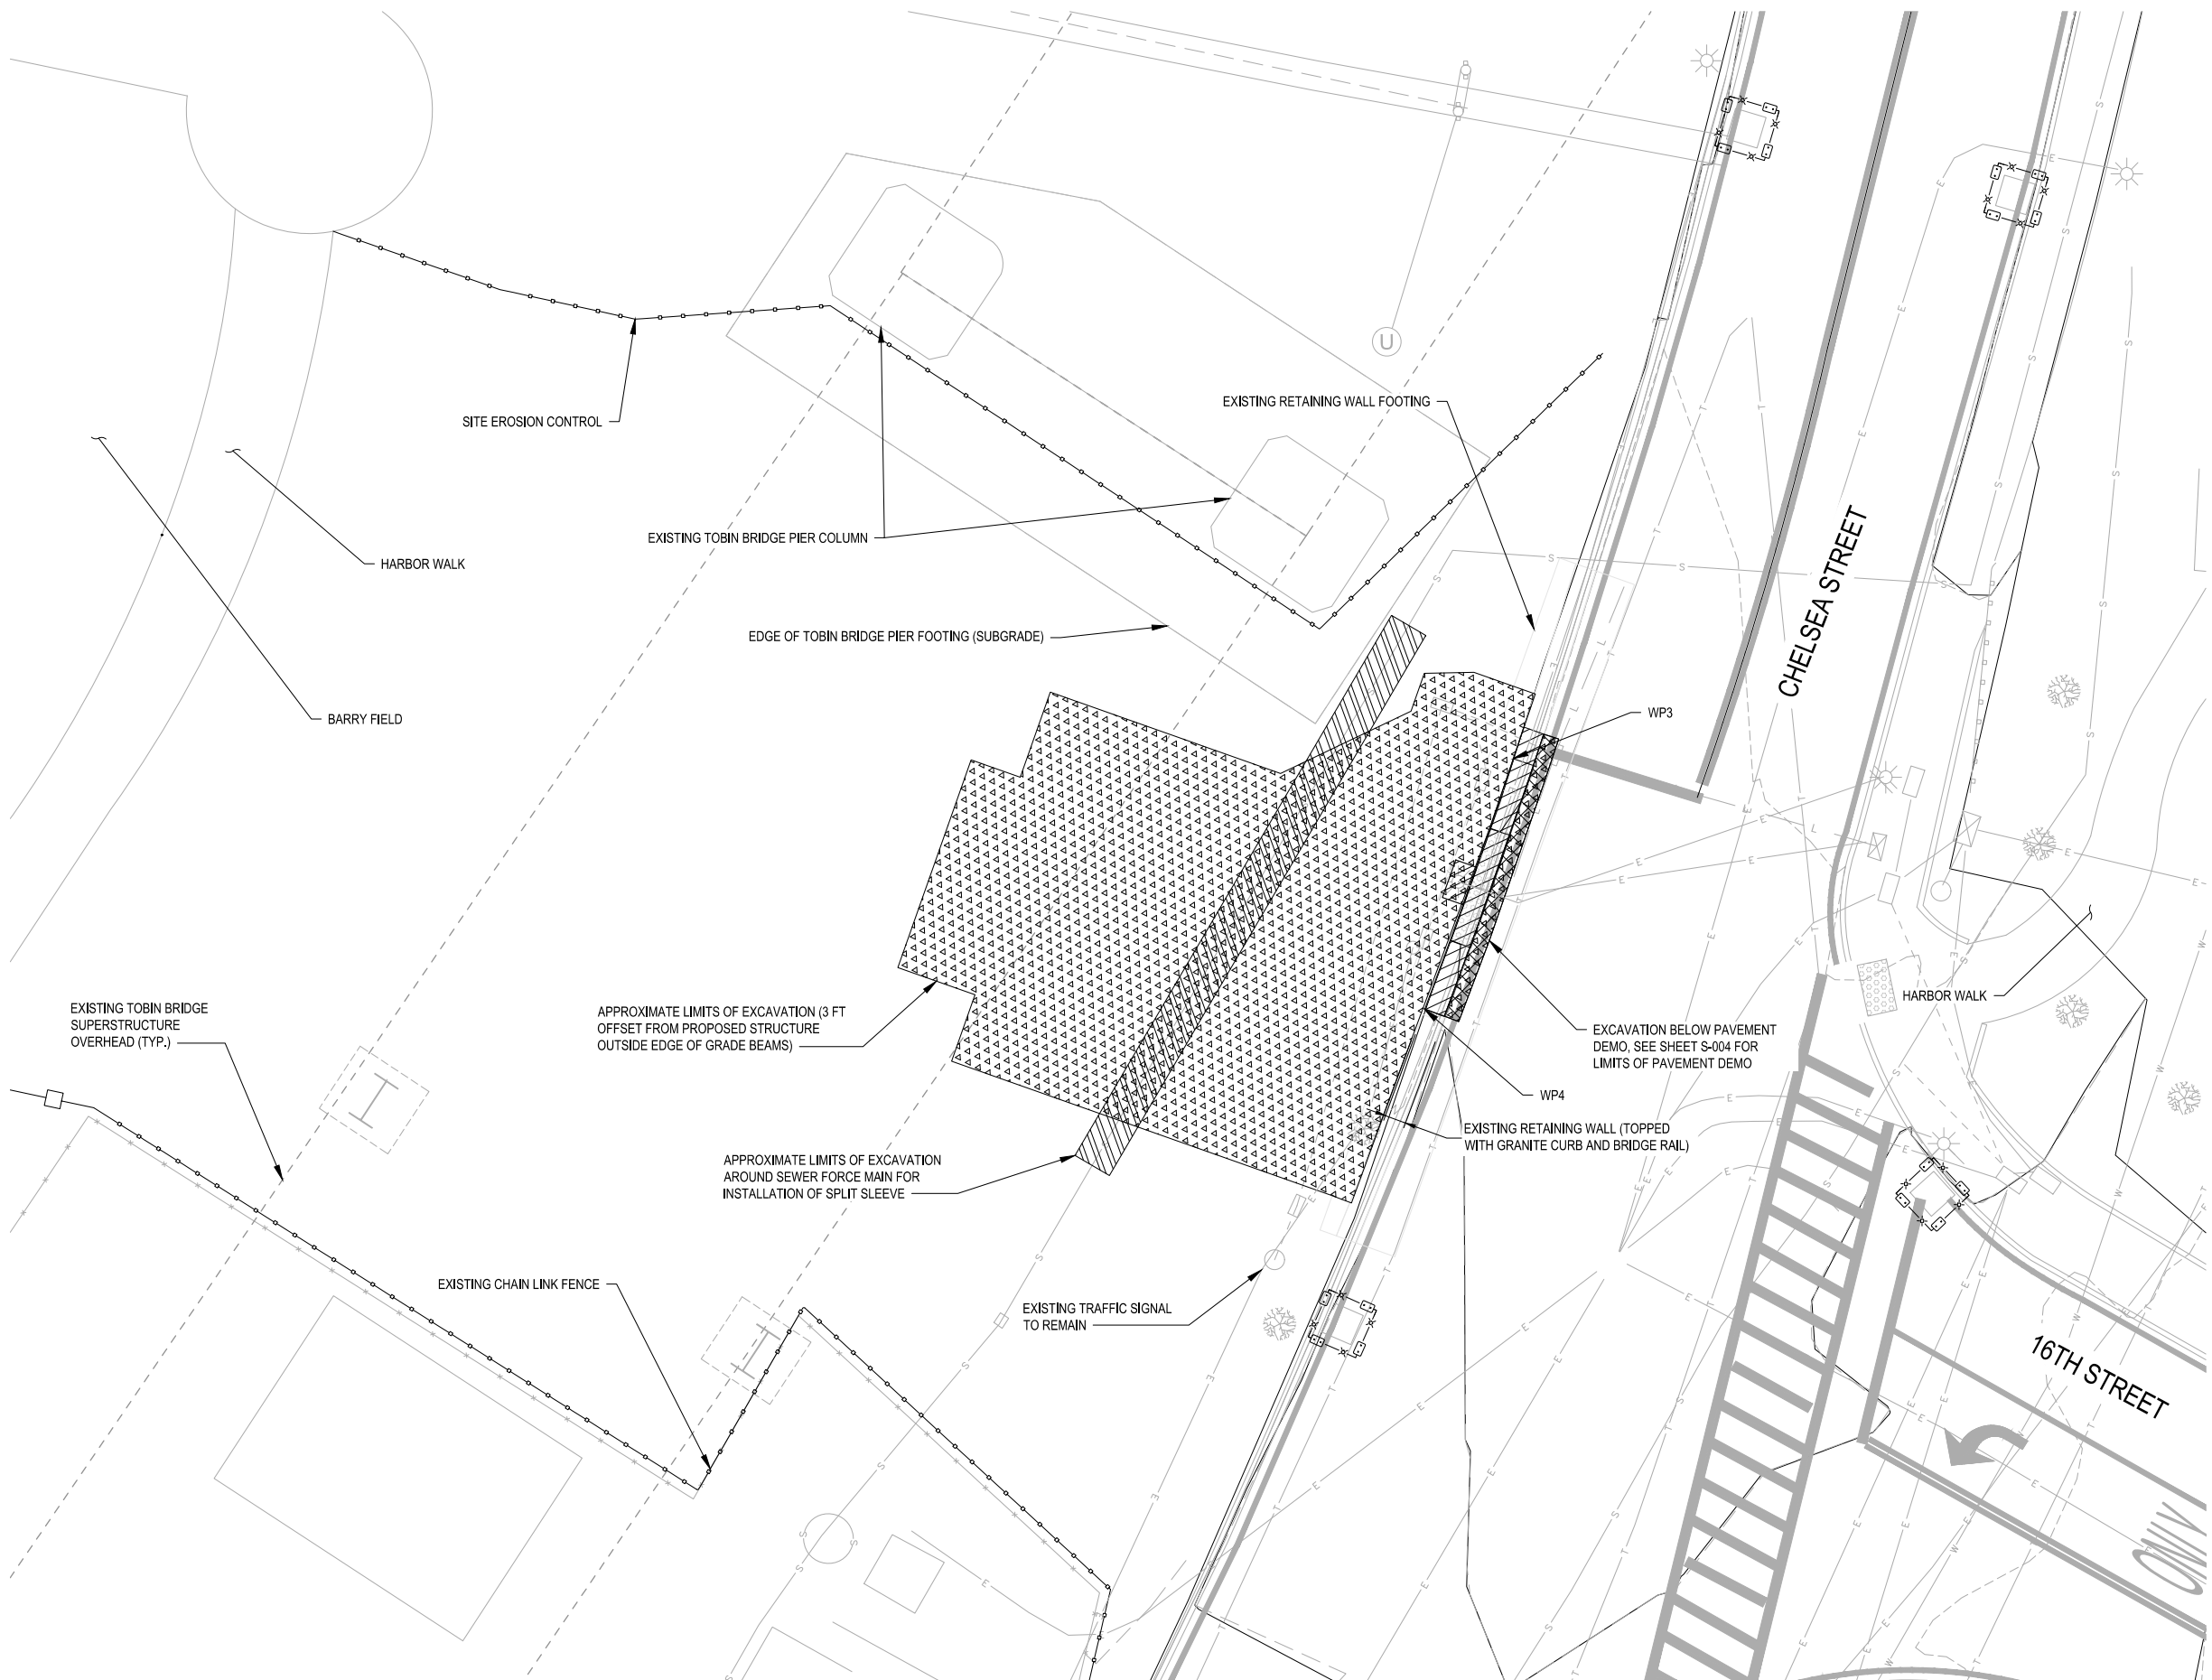 U
EXISTING RETAINING WALL FOOTING
SITE EROSION CONTROL
EXISTING TOBIN BRIDGE PIER COLUMN
HARBOR WALK
EDGE OF TOBIN BRIDGE PIER FOOTING (SUBGRADE)
CHELSEA STREET
WP3
BARRY FIELD
HARBOR WALK
EXISTING TOBIN BRIDGE
SUPERSTRUCTURE
OVERHEAD (TYP.)
APPROXIMATE LIMITS OF EXCAVATION (3 FT
OFFSET FROM PROPOSED STRUCTURE
OUTSIDE EDGE OF GRADE BEAMS)
EXCAVATION BELOW PAVEMENT
DEMO, SEE SHEET S-004 FOR
LIMITS OF PAVEMENT DEMO
WP4
EXISTING RETAINING WALL (TOPPED
WITH GRANITE CURB AND BRIDGE RAIL)
APPROXIMATE LIMITS OF EXCAVATION
AROUND SEWER FORCE MAIN FOR
INSTALLATION OF SPLIT SLEEVE
EXISTING CHAIN LINK FENCE
EXISTING TRAFFIC SIGNAL
TO REMAIN
16TH STREET
ONLY